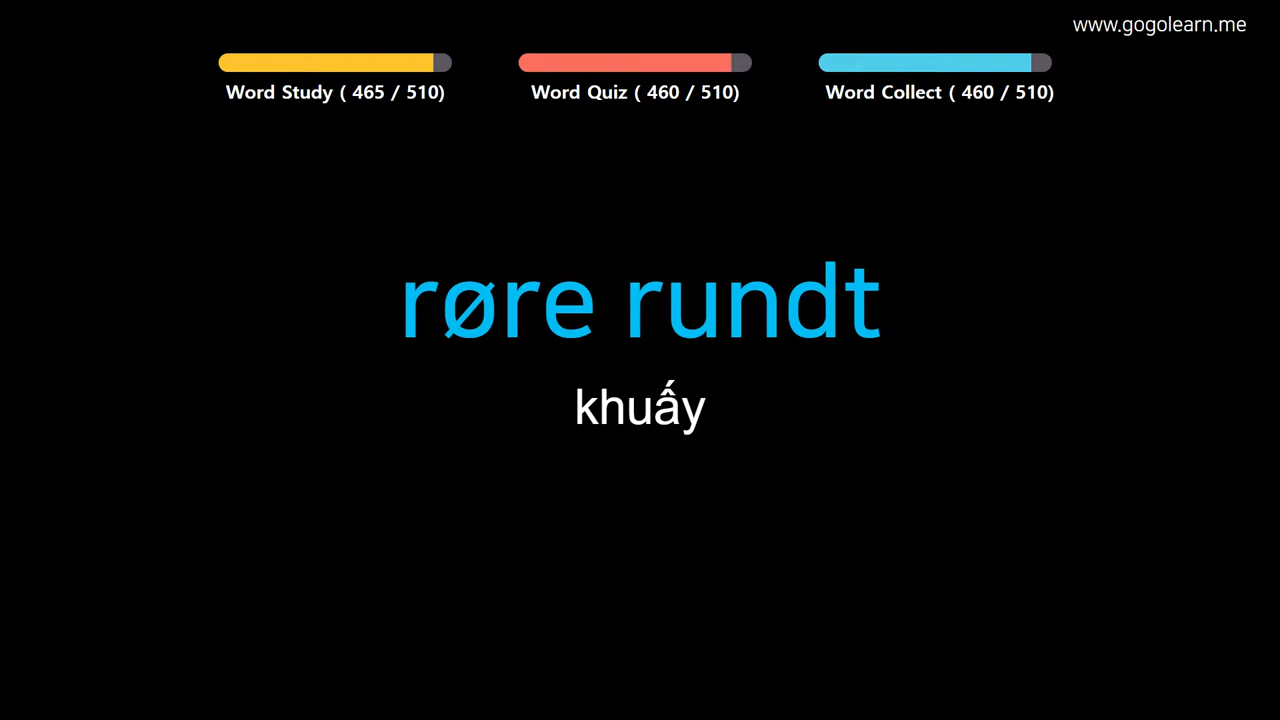 www.gogolearn.me
Word Study ( 465 / 510)
Word Quiz ( 460 / 510)
Word Collect ( 460 / 510)
røre rundt
khuấy